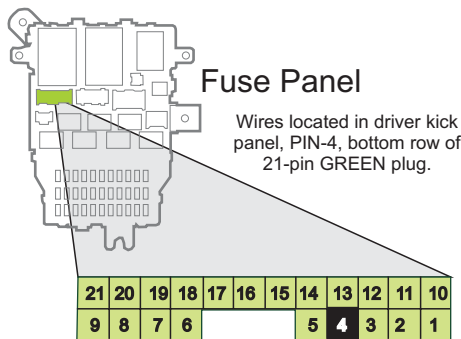 Fuse Panel
Wires located in driver kick
panel, PIN-4, bottom row of
21-pin GREEN plug.
21 20 19 18 17 16 15 14 13 12 11 10
9 8 7 6 5 4 3 2 1